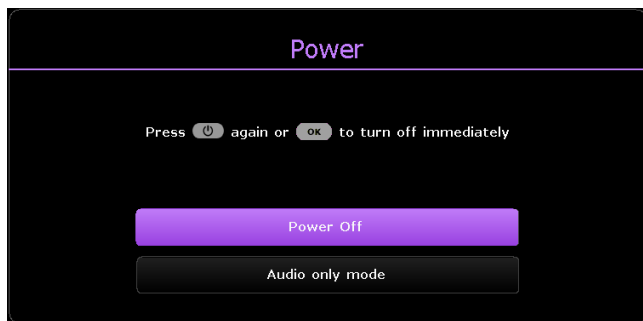 Power
Press again or OK to turn off immediately
Power Off
Audio only mode